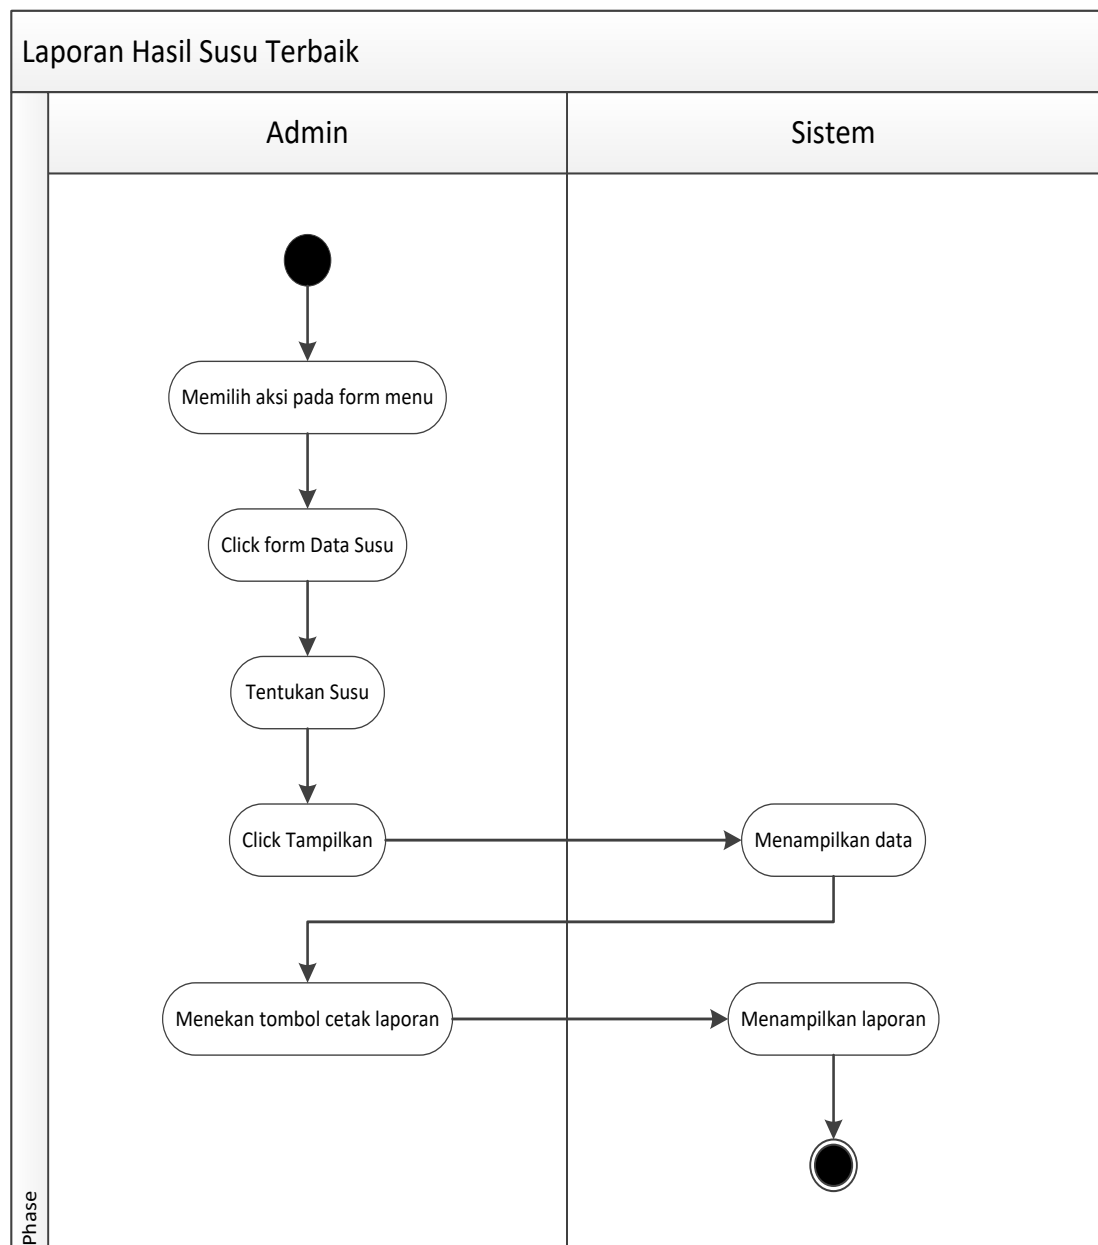 Laporan Hasil Susu Terbaik
Admin
Sistem
Memilih aksi pada form menu
Click form Data Susu
Tentukan Susu
Click Tampilkan
Menampilkan data
Menekan tombol cetak laporan
Menampilkan laporan
Phase